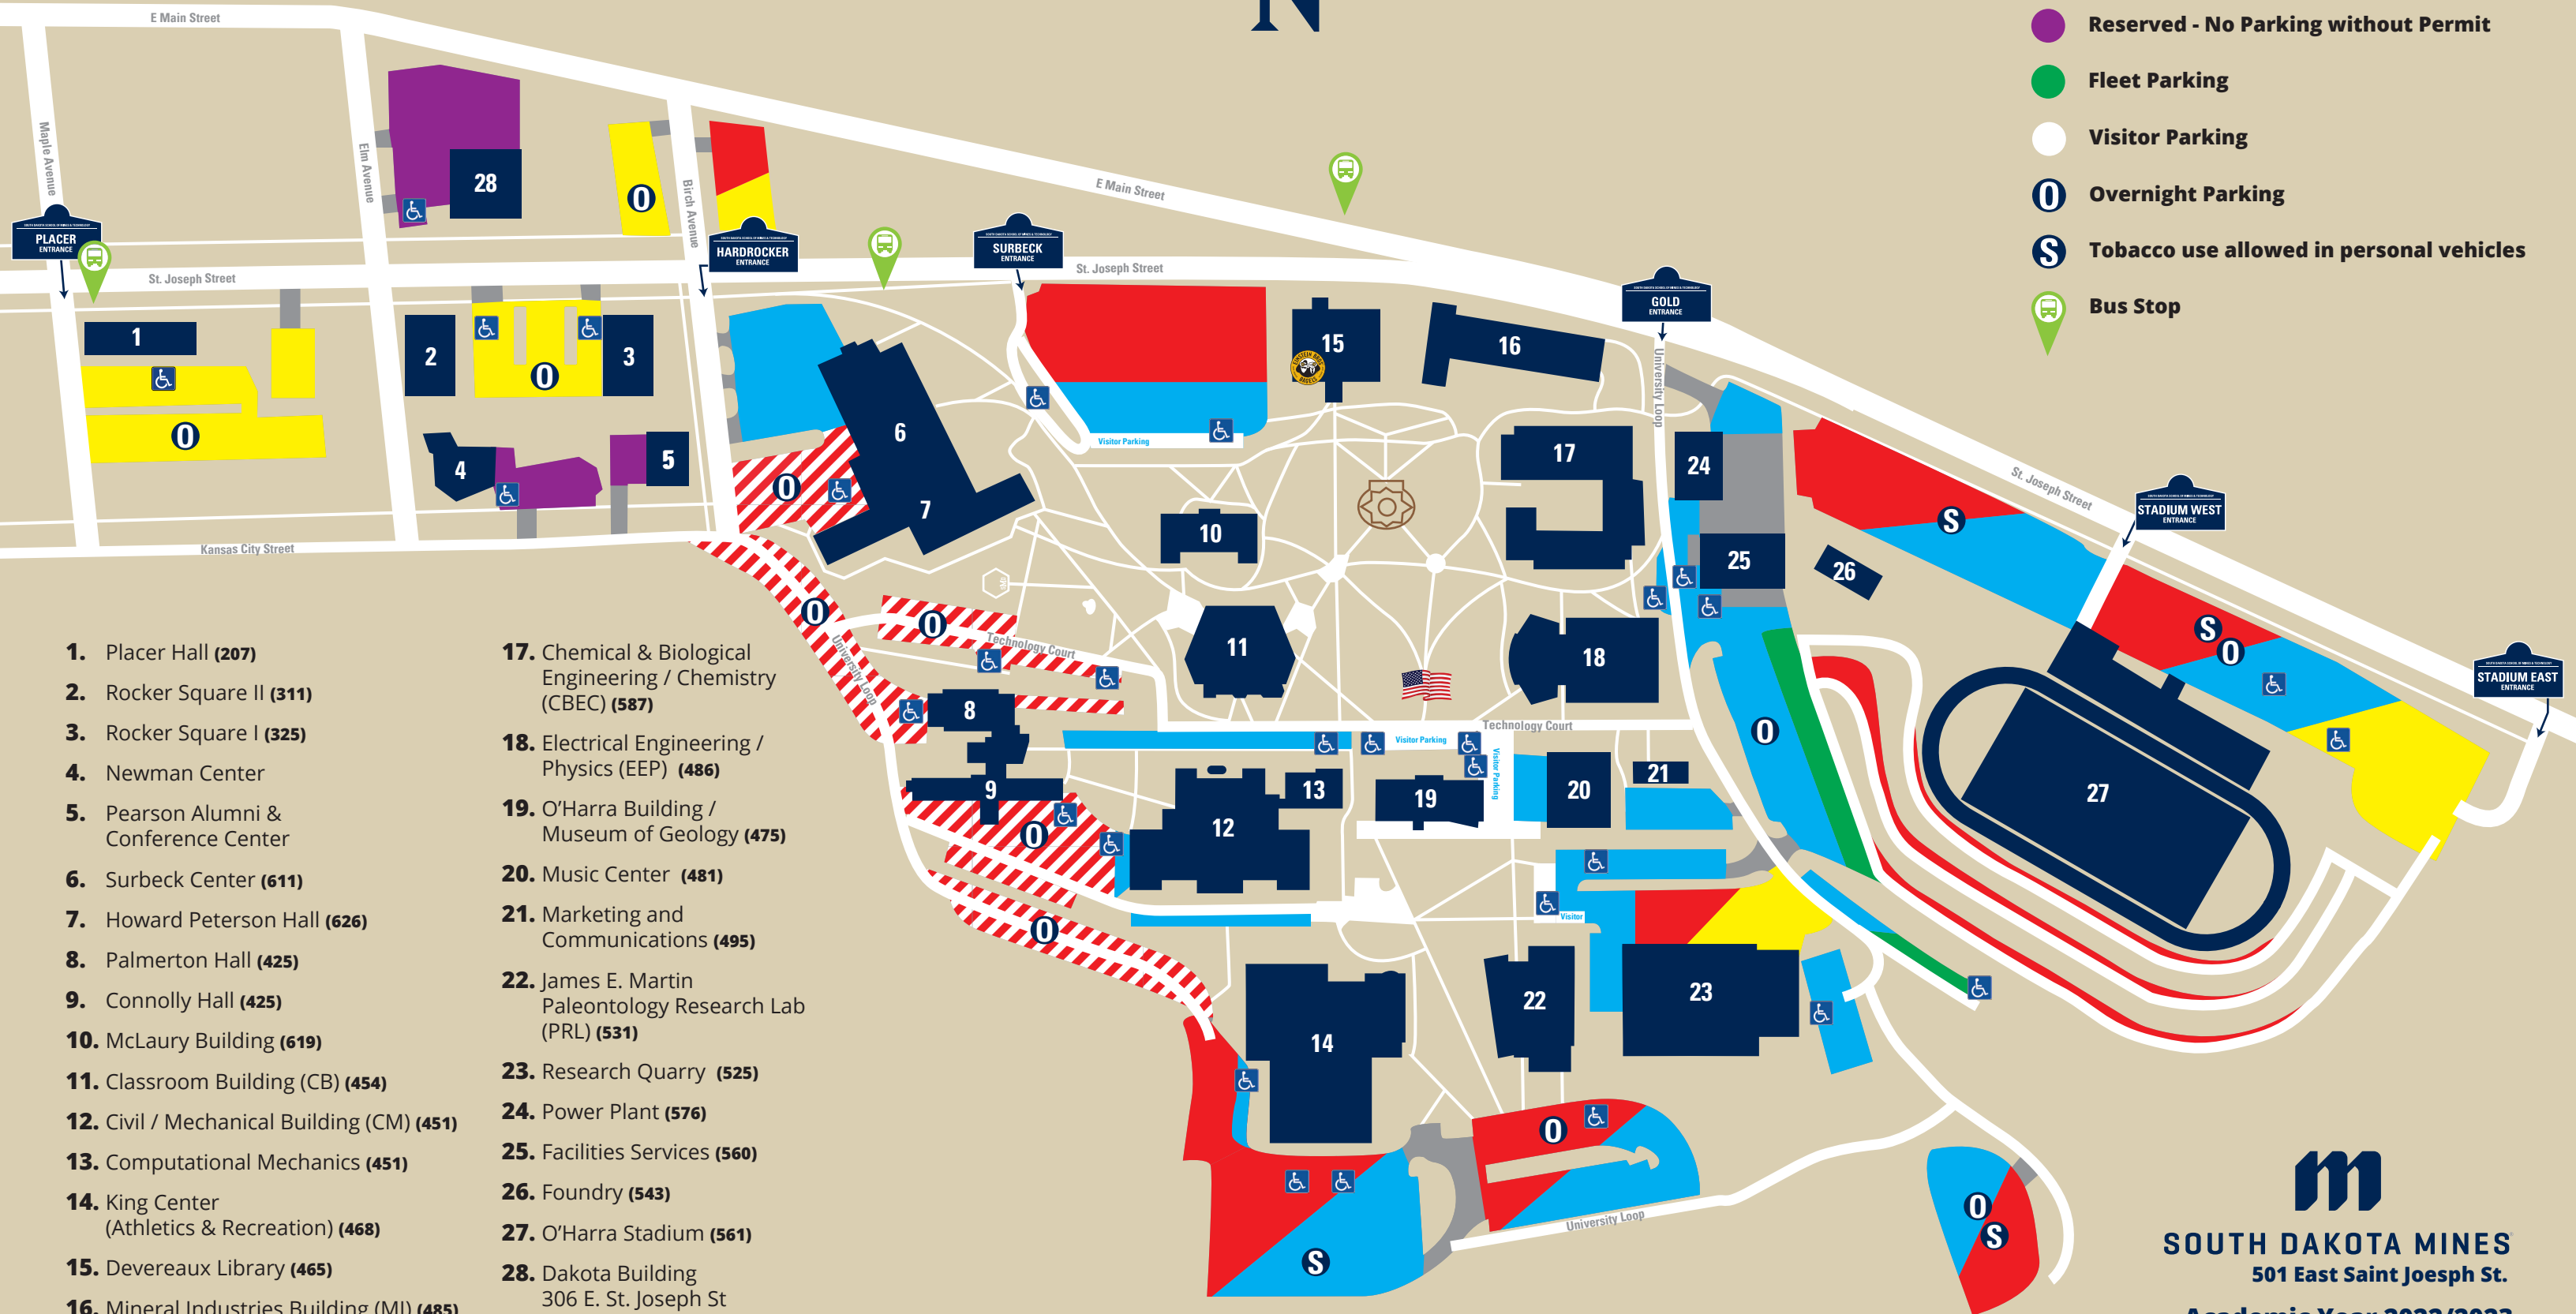 N
E Main Street
Maple Avenue
Elm Avenue
Birch Avenue
E Main Street
Reserved - No Parking without Permit
Fleet Parking
Visitor Parking
O Overnight Parking
S Tobacco use allowed in personal vehicles
Bus Stop
28
O
PLACER
ENTRANCE
HARDROCKER
ENTRANCE
SURBECK
ENTRANCE
GOLD
ENTRANCE
STADIUM WEST
ENTRANCE
STADIUM EAST
ENTRANCE
St. Joseph Street
St. Joseph Street
St. Joseph Street
1
O
2
O
3
4
5
6
7
O
Visitor Parking
15
16
University Loop
17
24
25
26
S
S
O
10
11
18
Kansas City Street
O
O
Technology Court
University Loop
8
9
O
O
Technology Court
Visitor Parking
Visitor Parking
12
13
19
20
21
O
27
Visitor
14
22
23
O
S
University Loop
O
S
1. Placer Hall (207)
2. Rocker Square II (311)
3. Rocker Square I (325)
4. Newman Center
5. Pearson Alumni &
Conference Center
6. Surbeck Center (611)
7. Howard Peterson Hall (626)
8. Palmerton Hall (425)
9. Connolly Hall (425)
10. McLaury Building (619)
11. Classroom Building (CB) (454)
12. Civil / Mechanical Building (CM) (451)
13. Computational Mechanics (451)
14. King Center
(Athletics & Recreation) (468)
15. Devereaux Library (465)
16. Mineral Industries Building (MI) (485)
17. Chemical & Biological
Engineering / Chemistry
(CBEC) (587)
18. Electrical Engineering /
Physics (EEP) (486)
19. O'Harra Building /
Museum of Geology (475)
20. Music Center (481)
21. Marketing and
Communications (495)
22. James E. Martin
Paleontology Research Lab
(PRL) (531)
23. Research Quarry (525)
24. Power Plant (576)
25. Facilities Services (560)
26. Foundry (543)
27. O'Harra Stadium (561)
28. Dakota Building
306 E. St. Joseph St
m
SOUTH DAKOTA MINES
501 East Saint Joesph St.
Academic Year 2022/2023